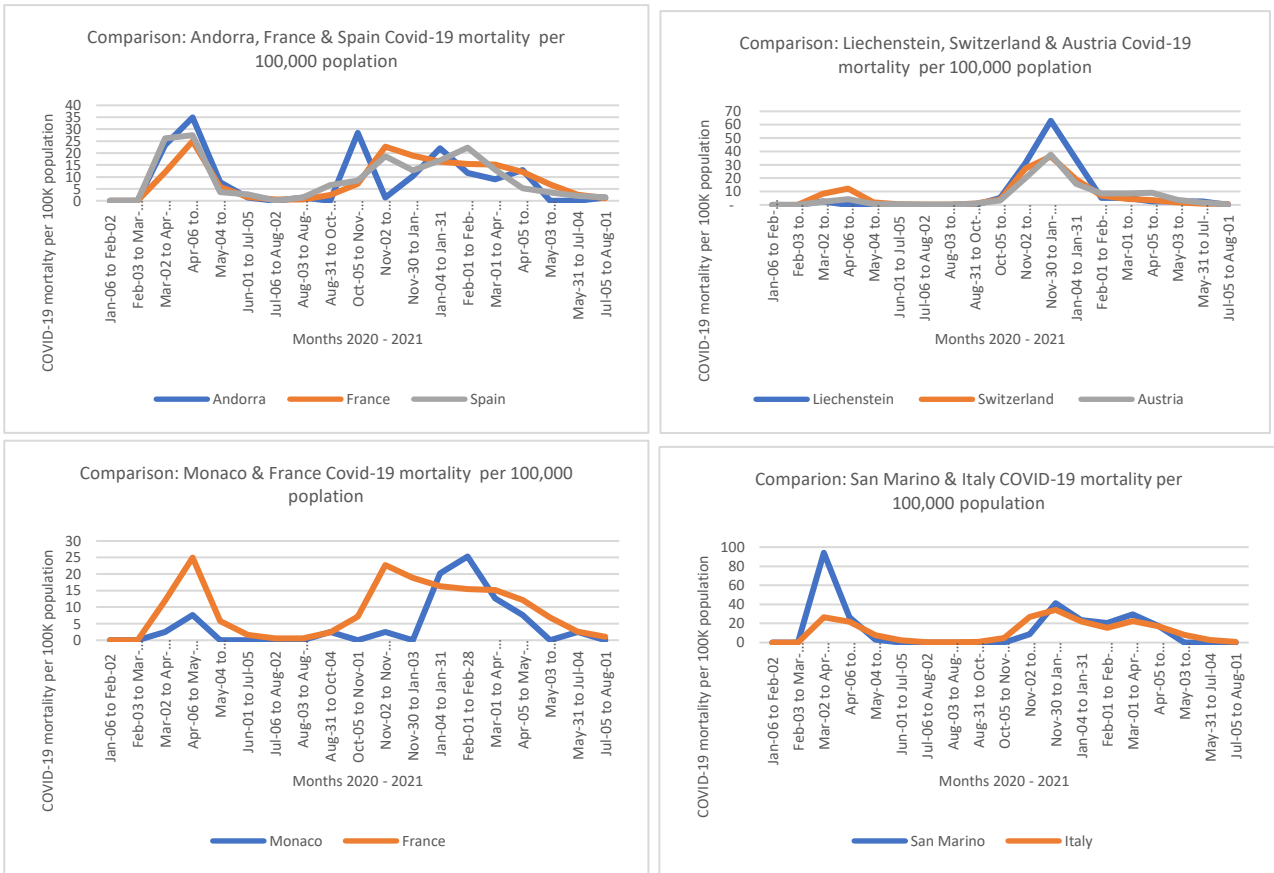 Comparison: Andorra, France & Spain Covid-19 mortality per
100,000 poplation
COVID-19 mortality per 100K population
40
35
30
25
20
15
10
5
0
Jan-06 to Feb-02
Feb-03 to Mar-…
Mar-02 to Apr-…
Apr-06 to…
May-04 to…
Jun-01 to Jul-05
Jul-06 to Aug-02
Aug-03 to Aug-…
Aug-31 to Oct-…
Oct-05 to Nov-…
Nov-02 to…
Nov-30 to Jan-…
Jan-04 to Jan-31
Feb-01 to Feb-…
Mar-01 to Apr-…
Apr-05 to…
May-03 to…
May-31 to Jul-04
Jul-05 to Aug-01
Months 2020 - 2021
Andorra
France
Spain
Comparison: Liechenstein, Switzerland & Austria Covid-19
mortality per 100,000 poplation
COVID-19 mortality per 100K population
70
60
50
40
30
20
10
-
Jan-06 to Feb-…
Feb-03 to…
Mar-02 to…
Apr-06 to…
May-04 to…
Jun-01 to Jul-05
Jul-06 to Aug-02
Aug-03 to…
Aug-31 to Oct-…
Oct-05 to…
Nov-02 to…
Nov-30 to Jan-…
Jan-04 to Jan-31
Feb-01 to Feb-…
Mar-01 to…
Apr-05 to…
May-03 to…
May-31 to Jul-…
Jul-05 to Aug-01
Months 2020 - 2021
Liechenstein
Switzerland
Austria
Comparison: Monaco & France Covid-19 mortality per 100,000
poplation
COVID-19 mortality per 100K population
30
25
20
15
10
5
0
Jan-06 to Feb-02
Feb-03 to Mar-…
Mar-02 to Apr-…
Apr-06 to May-…
May-04 to…
Jun-01 to Jul-05
Jul-06 to Aug-02
Aug-03 to Aug-…
Aug-31 to Oct-04
Oct-05 to Nov-01
Nov-02 to…
Nov-30 to Jan-03
Jan-04 to Jan-31
Feb-01 to Feb-28
Mar-01 to Apr-…
Apr-05 to May-…
May-03 to…
May-31 to Jul-04
Jul-05 to Aug-01
Months 2020 - 2021
Monaco
France
Comparion: San Marino & Italy COVID-19 mortality per
100,000 population
COVID-19 mortality per 100K population
100
80
60
40
20
0
Jan-06 to Feb-02
Feb-03 to Mar-…
Mar-02 to Apr-…
Apr-06 to…
May-04 to…
Jun-01 to Jul-05
Jul-06 to Aug-02
Aug-03 to Aug-…
Aug-31 to Oct-…
Oct-05 to Nov-…
Nov-02 to…
Nov-30 to Jan-…
Jan-04 to Jan-31
Feb-01 to Feb-…
Mar-01 to Apr-…
Apr-05 to…
May-03 to…
May-31 to Jul-04
Jul-05 to Aug-01
Months 2020 - 2021
San Marino
Italy